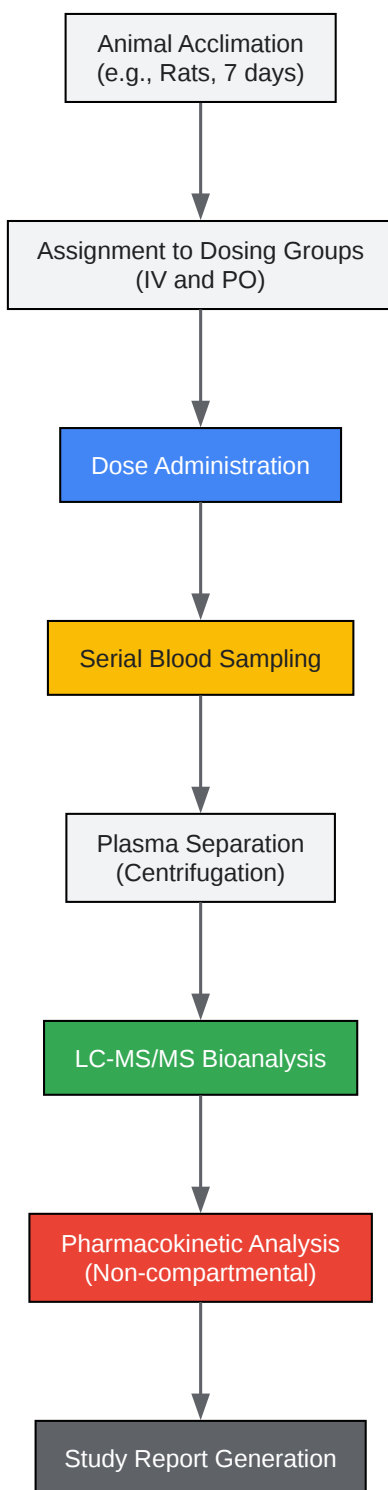 Animal Acclimation
(e.g., Rats, 7 days)
Assignment to Dosing Groups
(IV and PO)
Dose Administration
Serial Blood Sampling
Plasma Separation
(Centrifugation)
LC-MS/MS Bioanalysis
Pharmacokinetic Analysis
(Non-compartmental)
Study Report Generation